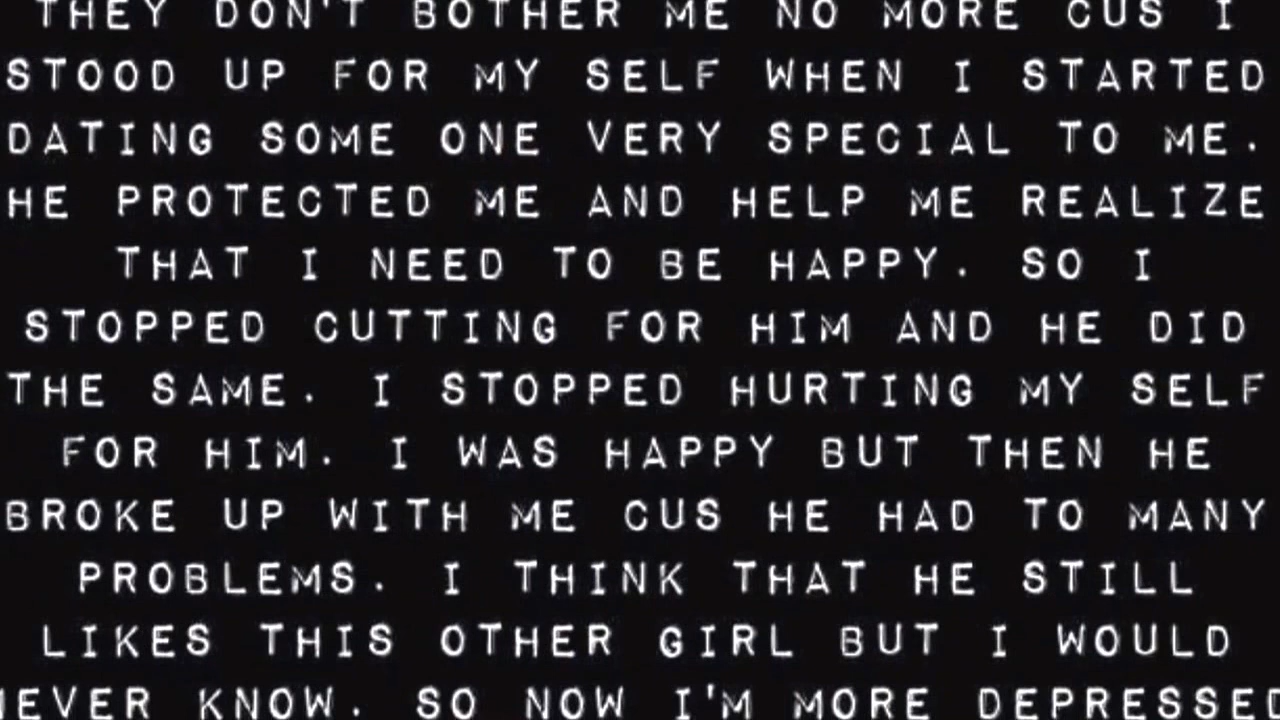 THEY DON'T BOTHER ME NO MORE CUS I
STOOD UP FOR MY SELF WHEN I STARTED
DATING SOME ONE VERY SPECIAL TO ME.
HE PROTECTED ME AND HELP ME REALIZE
THAT I NEED TO BE HAPPY. SO I
STOPPED CUTTING FOR HIM AND HE DID
THE SAME. I STOPPED HURTING MY SELF
FOR HIM. I WAS HAPPY BUT THEN HE
BROKE UP WITH ME CUS HE HAD TO MANY
PROBLEMS. I THINK THAT HE STILL
LIKES THIS OTHER GIRL BUT I WOULD
NEVER KNOW. SO NOW I'M MORE DEPRESSED